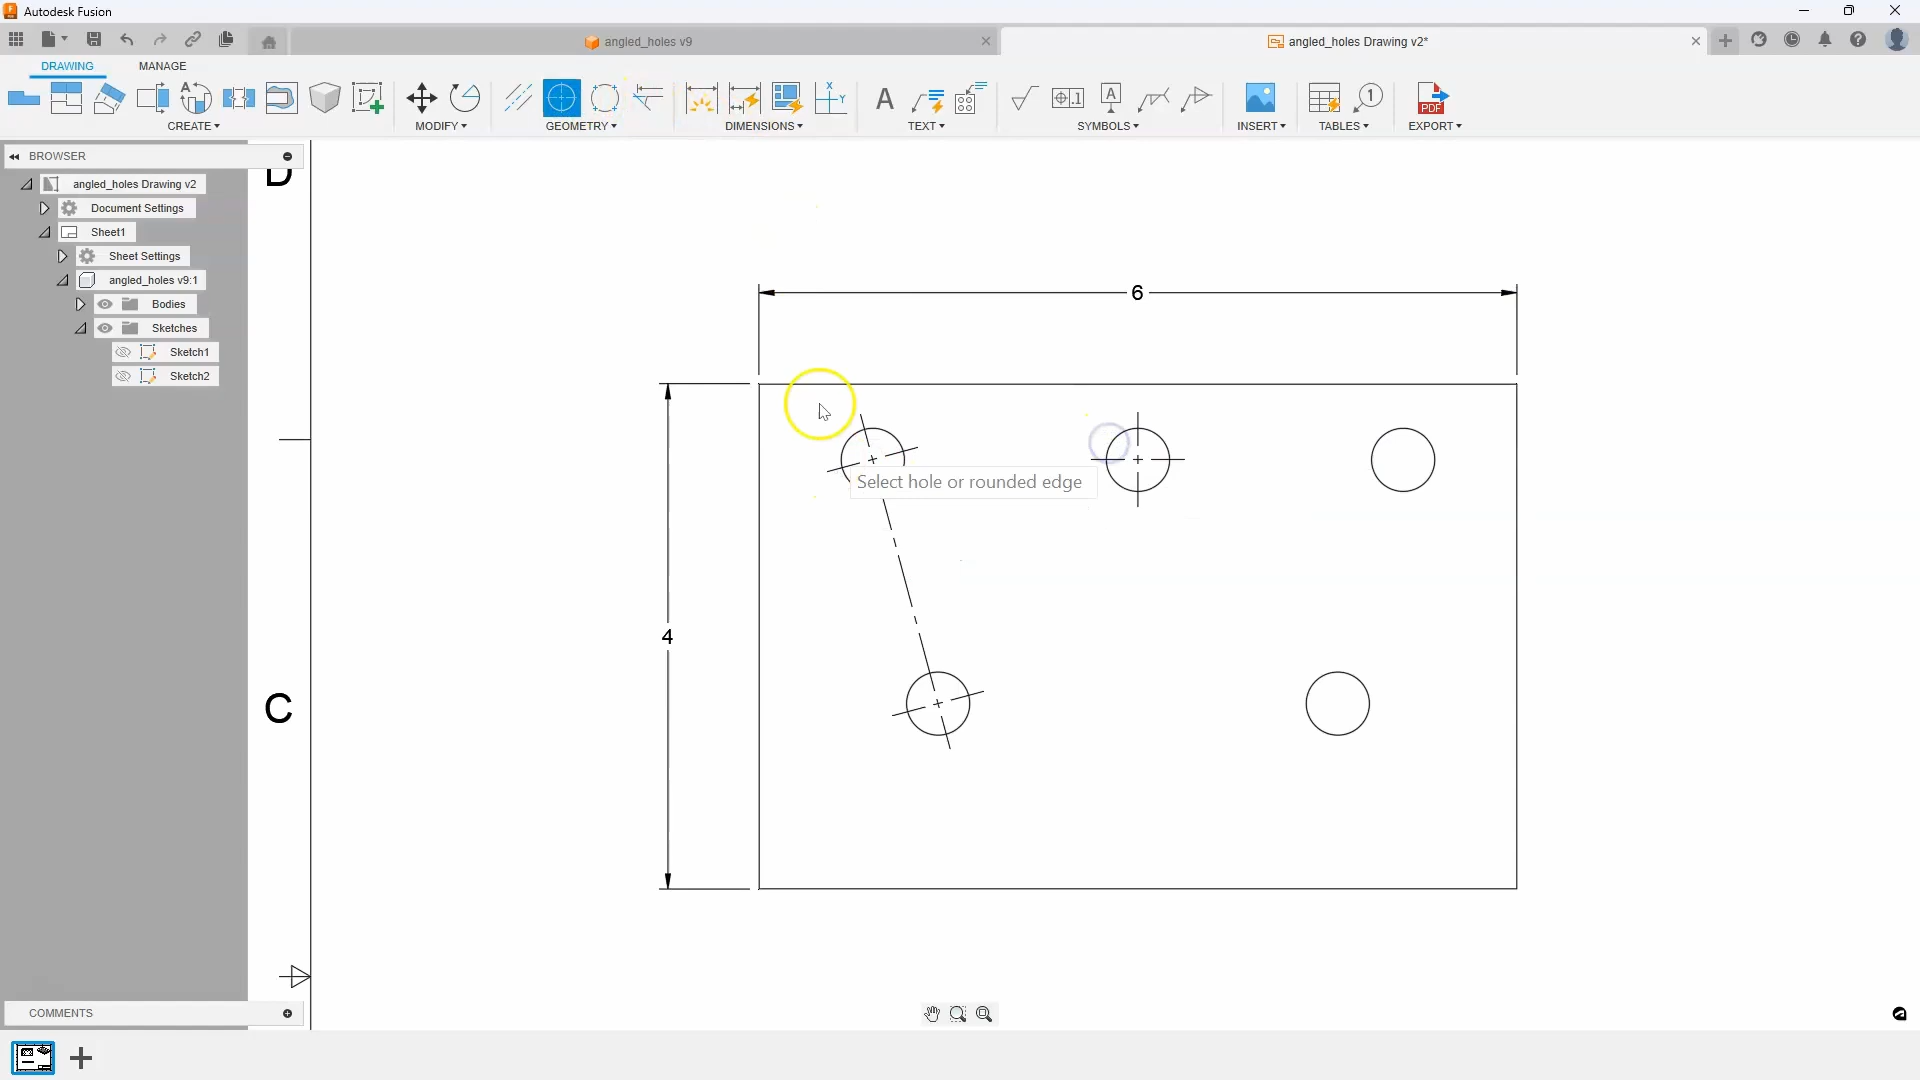 Autodesk Fusion
angled_holes v9
angled_holes Drawing v2*
DRAWING
MANAGE
CREATE
MODIFY
GEOMETRY
DIMENSIONS
TEXT
SYMBOLS
INSERT
TABLES
EXPORT
BROWSER
angled_holes Drawing v2
Document Settings
Sheet1
Sheet Settings
angled_holes v9:1
Bodies
Sketches
Sketch1
Sketch2
D
6
Select hole or rounded edge
4
C
COMMENTS